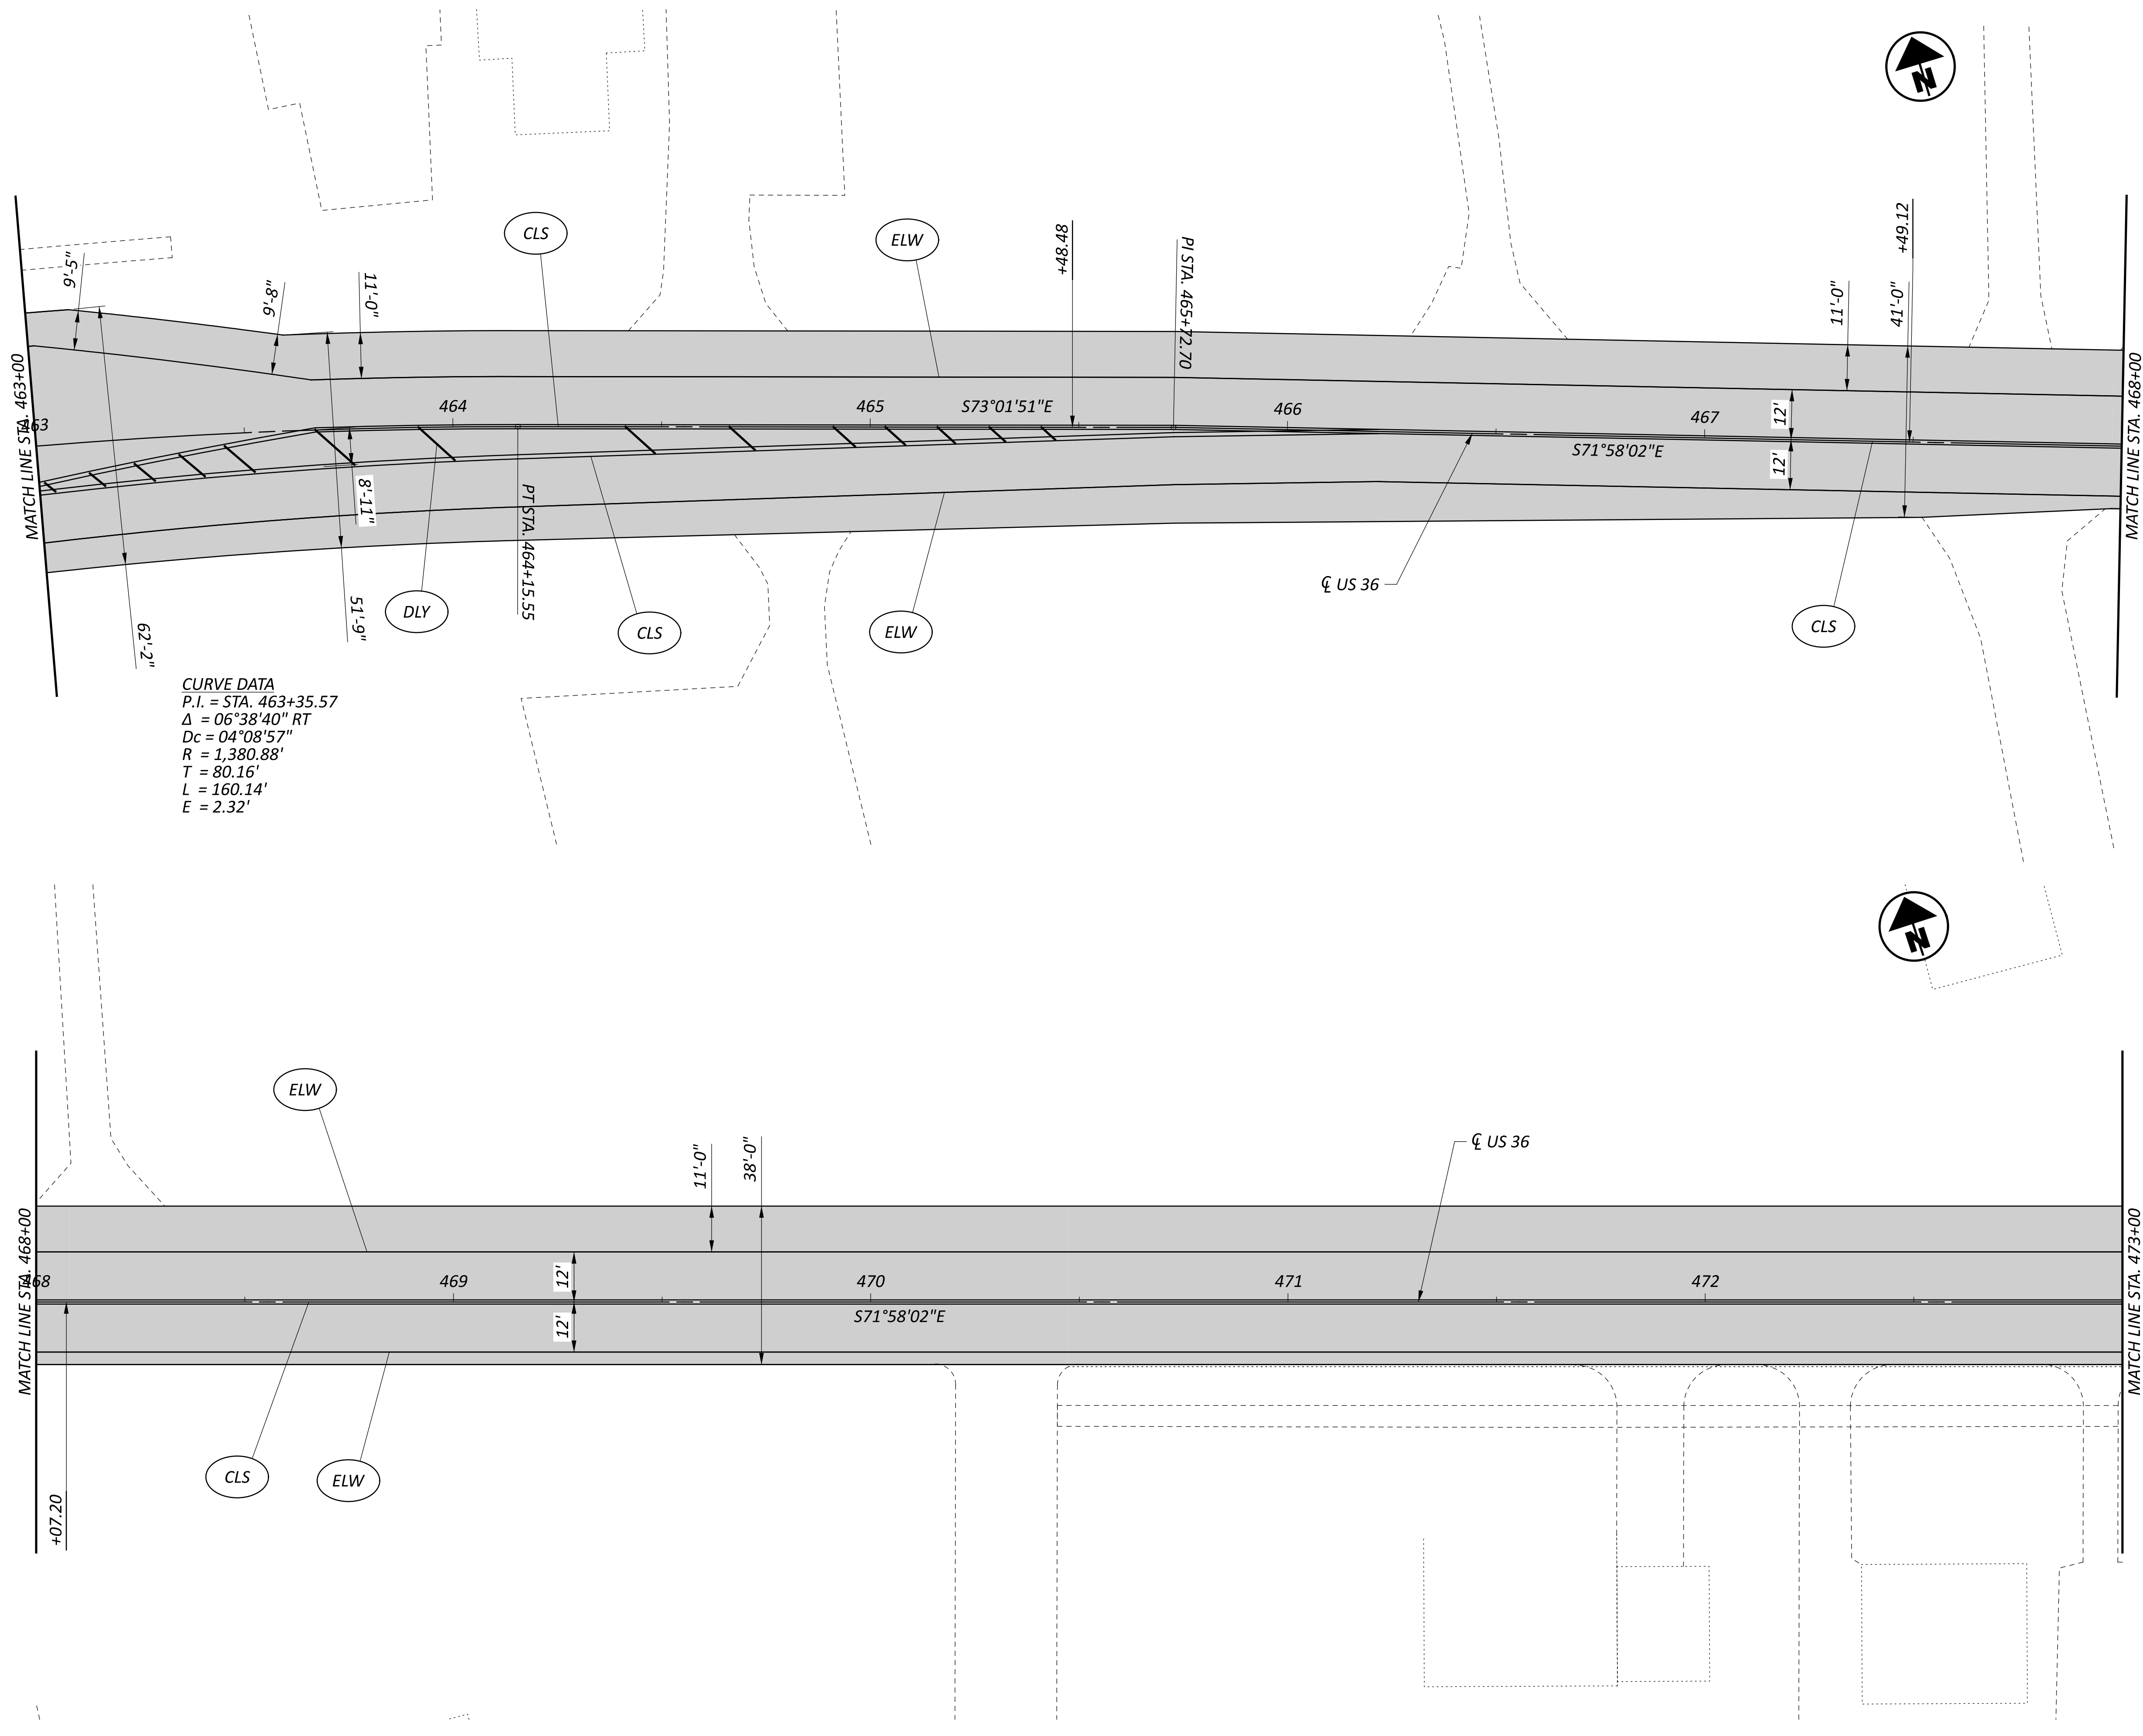 N
MATCH LINE STA. 463+00
463
9'-5"
9'-8"
11'-0"
CLS
ELW
+48.48
PI STA. 465+72.70
11'-0"
41'-0"
+49.12
MATCH LINE STA. 468+00
464
465
S73°01'51"E
466
467
12'
12'
S71°58'02"E
8'-11"
PT STA. 464+15.55
62'-2"
51'-9"
DLY
CLS
ELW
℄ US 36
CLS
CURVE DATA
P.I. = STA. 463+35.57
Δ = 06°38'40" RT
Dc = 04°08'57"
R = 1,380.88'
T = 80.16'
L = 160.14'
E = 2.32'
N
ELW
11'-0"
38'-0"
℄ US 36
MATCH LINE STA. 468+00
468
469
12'
12'
470
S71°58'02"E
471
472
MATCH LINE STA. 473+00
CLS
ELW
+07.20